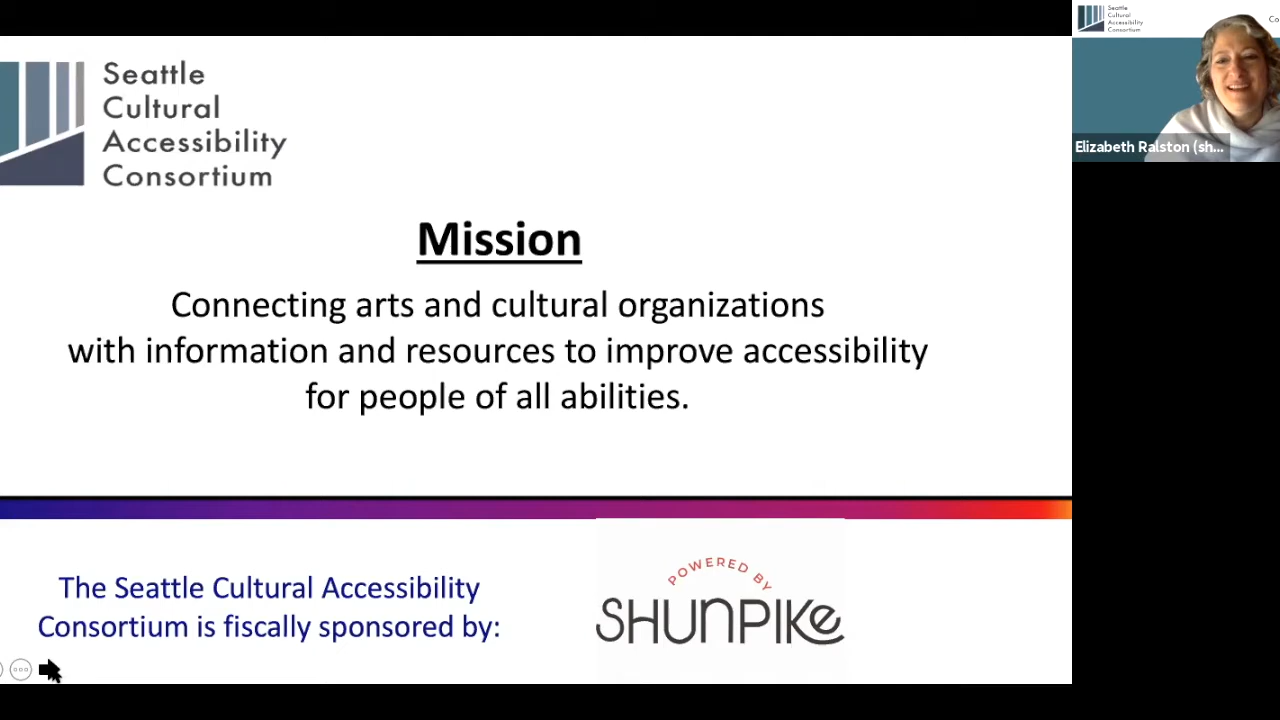 Seattle
Cultural
Accessibility
Consortium
Mission
Connecting arts and cultural organizations
with information and resources to improve accessibility
for people of all abilities.
The Seattle Cultural Accessibility
Consortium is fiscally sponsored by:
POWERED BY
SHUNPIKE
Seattle
Cultural
Accessibility
Consortium
Co
Elizabeth Ralston (sh...